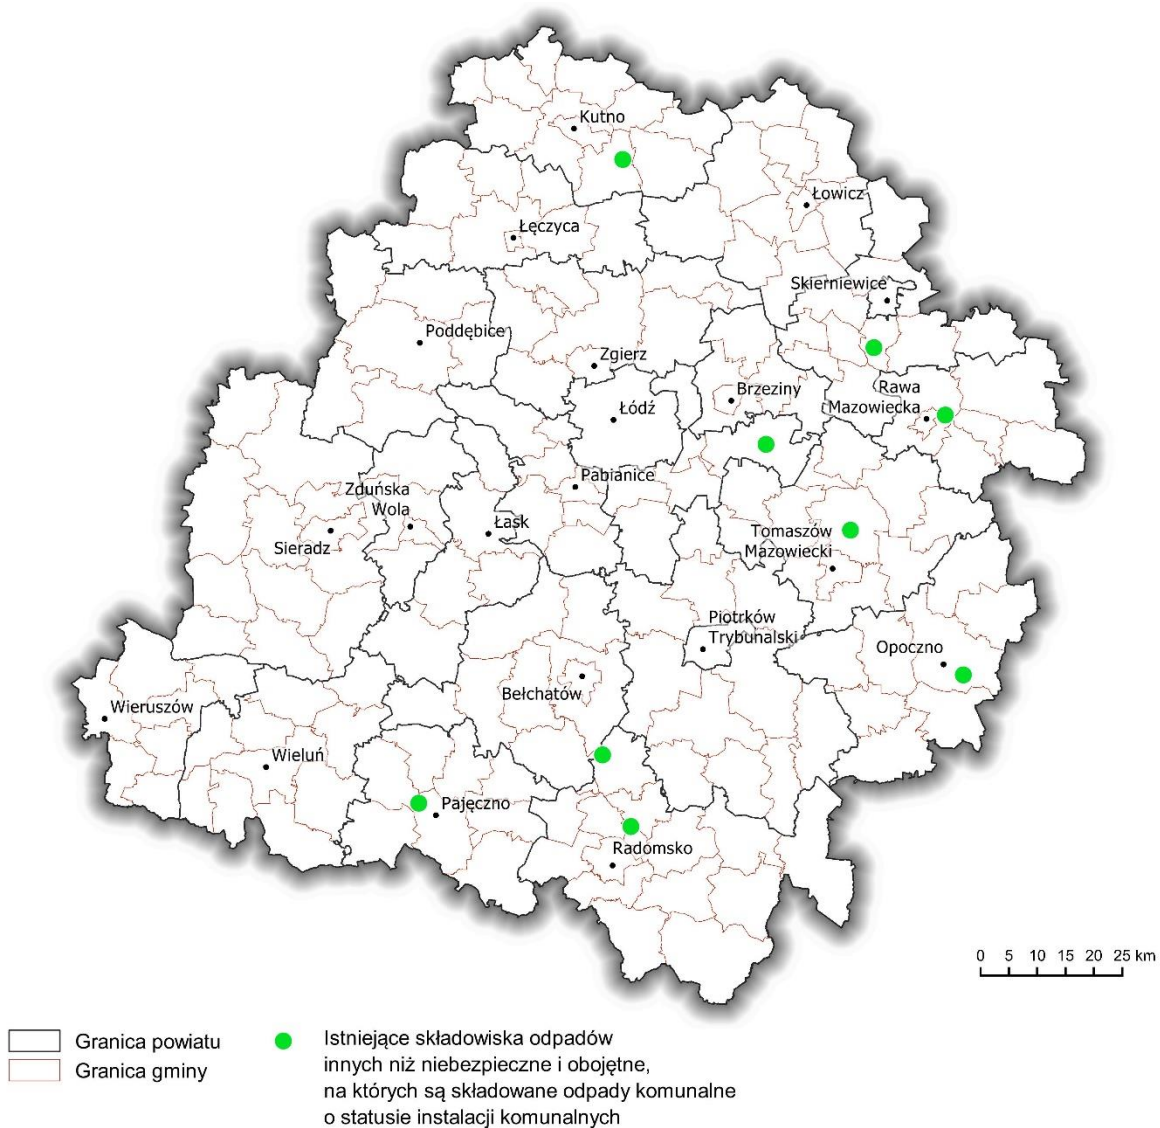 Kutno
Łowicz
Łęczyca
Skierniewice
Poddębice
Zgierz
Rawa
Mazowiecka
Brzeziny
Łódź
Pabianice
Zduńska
Wola
Łask
Sieradz
Tomaszów
Mazowiecki
Piotrków
Trybunalski
Opoczno
Bełchatów
Wieruszów
Wieluń
Pajęczno
Radomsko
0 5 10 15 20 25 km
Granica powiatu
Granica gminy
Istniejące składowiska odpadów
innych niż niebezpieczne i obojętne,
na których są składowane odpady komunalne
o statusie instalacji komunalnych